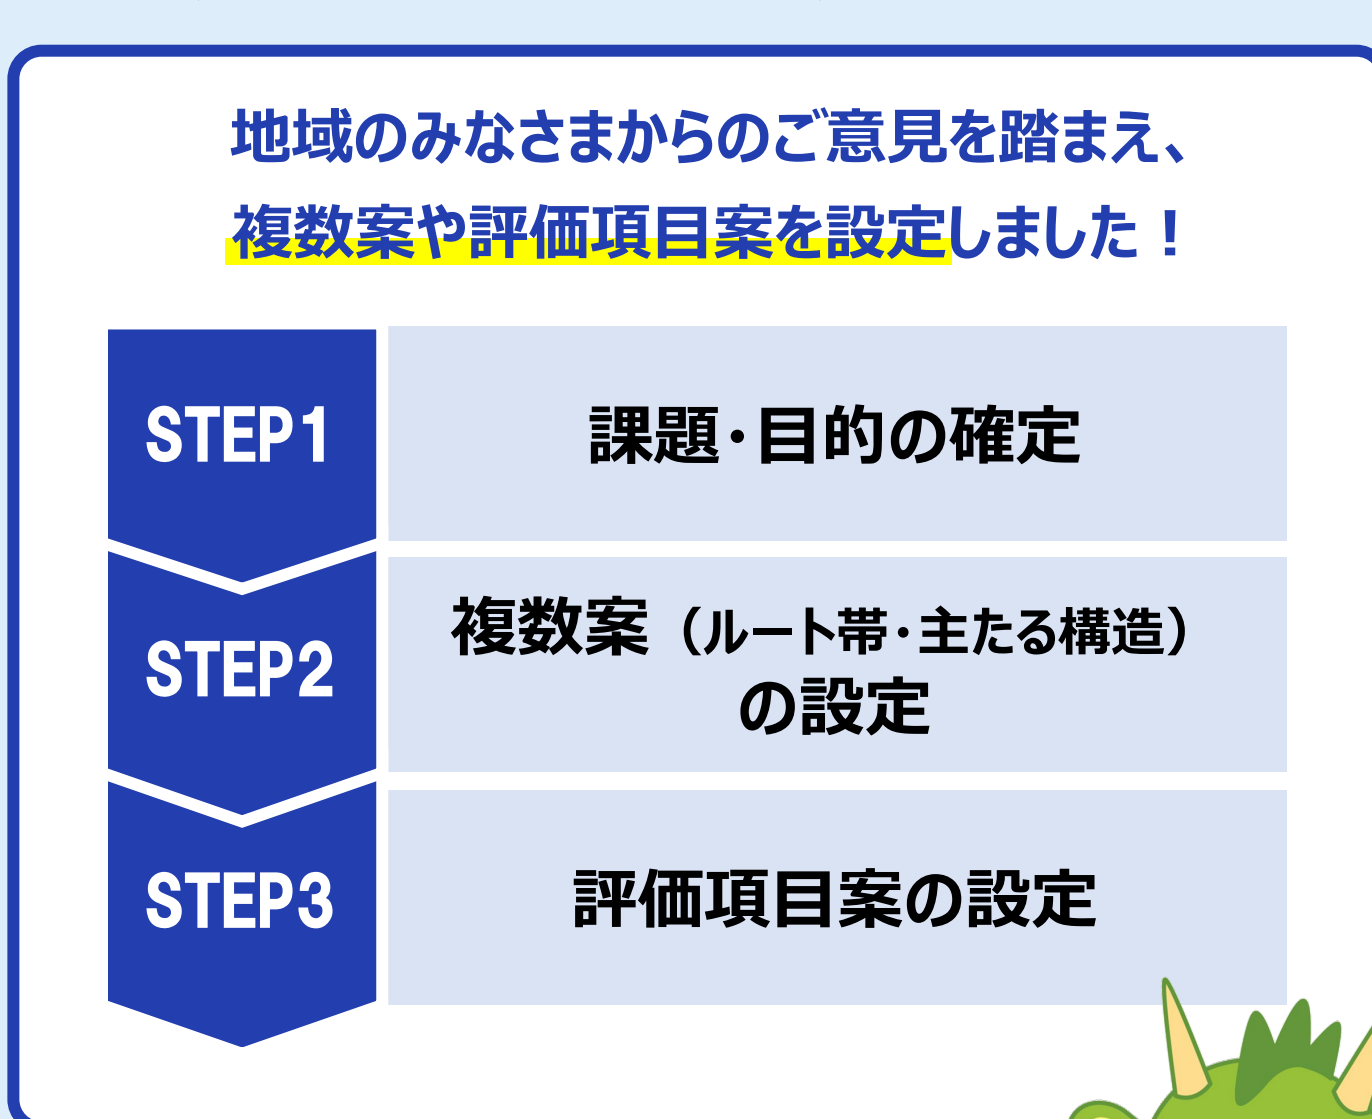 地域のみなさまからのご意見を踏まえ、
複数案や評価項目案を設定しました！
STEP1
課題・目的の確定
STEP2
複数案（ルート帯・主たる構造）
の設定
STEP3
評価項目案の設定